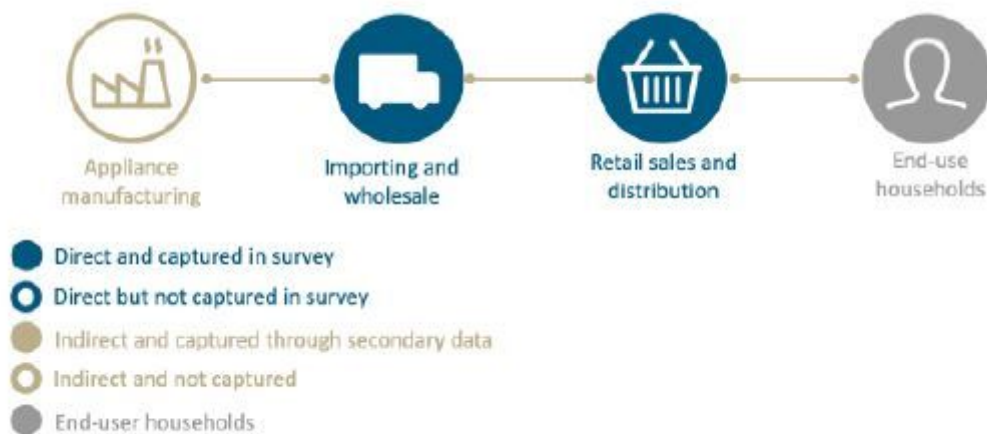 Appliance
manufacturing
Importing and
wholesale
Retail sales and
distribution
End-use
households
Direct and captured in survey
Direct but not captured in survey
Indirect and captured through secondary data
Indirect and not captured
End-user households